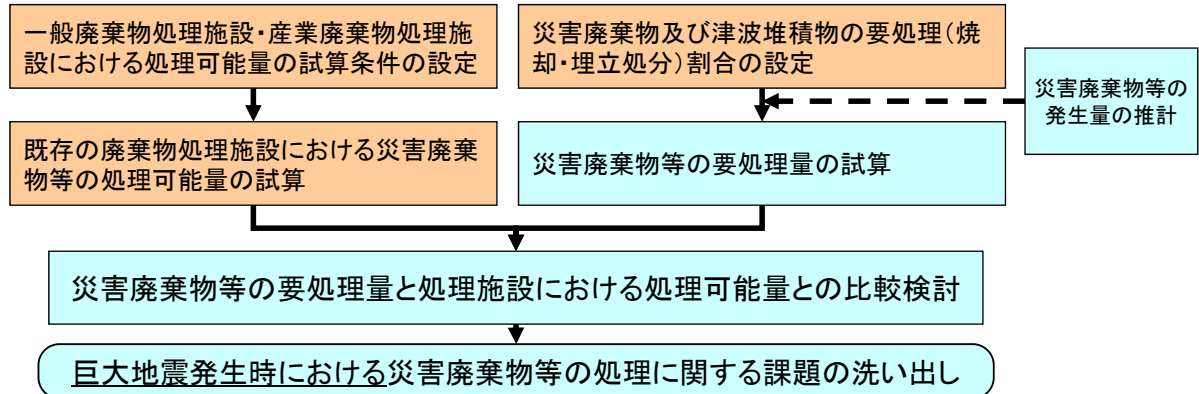 一般廃棄物処理施設・産業廃棄物処理施
設における処理可能量の試算条件の設定
災害廃棄物及び津波堆積物の要処理(焼
却・埋立処分)割合の設定
災害廃棄物等の
発生量の推計
既存の廃棄物処理施設における災害廃棄
物等の処理可能量の試算
災害廃棄物等の要処理量の試算
災害廃棄物等の要処理量と処理施設における処理可能量との比較検討
巨大地震発生時における災害廃棄物等の処理に関する課題の洗い出し